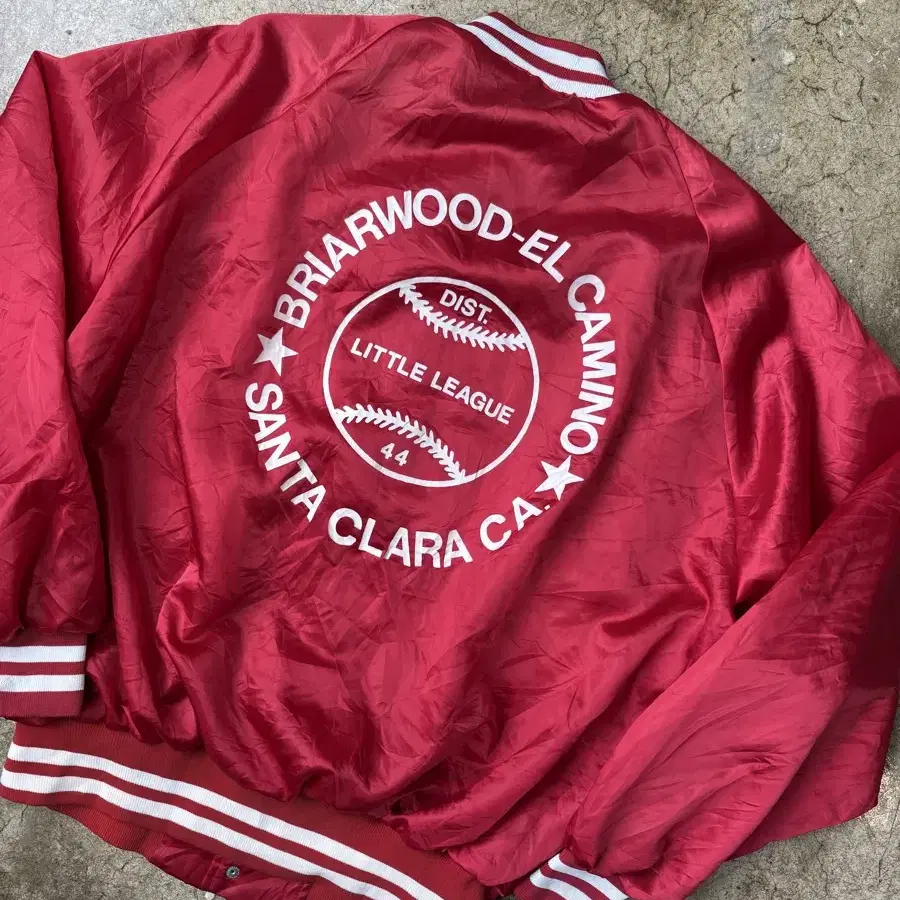 ★BRIARWOOD-EL CAMINO★
DIST.
LITTLE LEAGUE
44
SANTA CLARA CA.